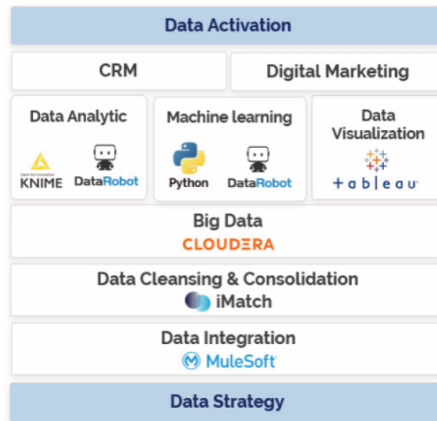 Data Activation
CRM
Digital Marketing
Data Analytic
KNIME
DataRobot
Machine learning
Python
DataRobot
Data
Visualization
+ableau
Big Data
CLOUDERA
Data Cleansing & Consolidation
iMatch
Data Integration
MuleSoft
Data Strategy